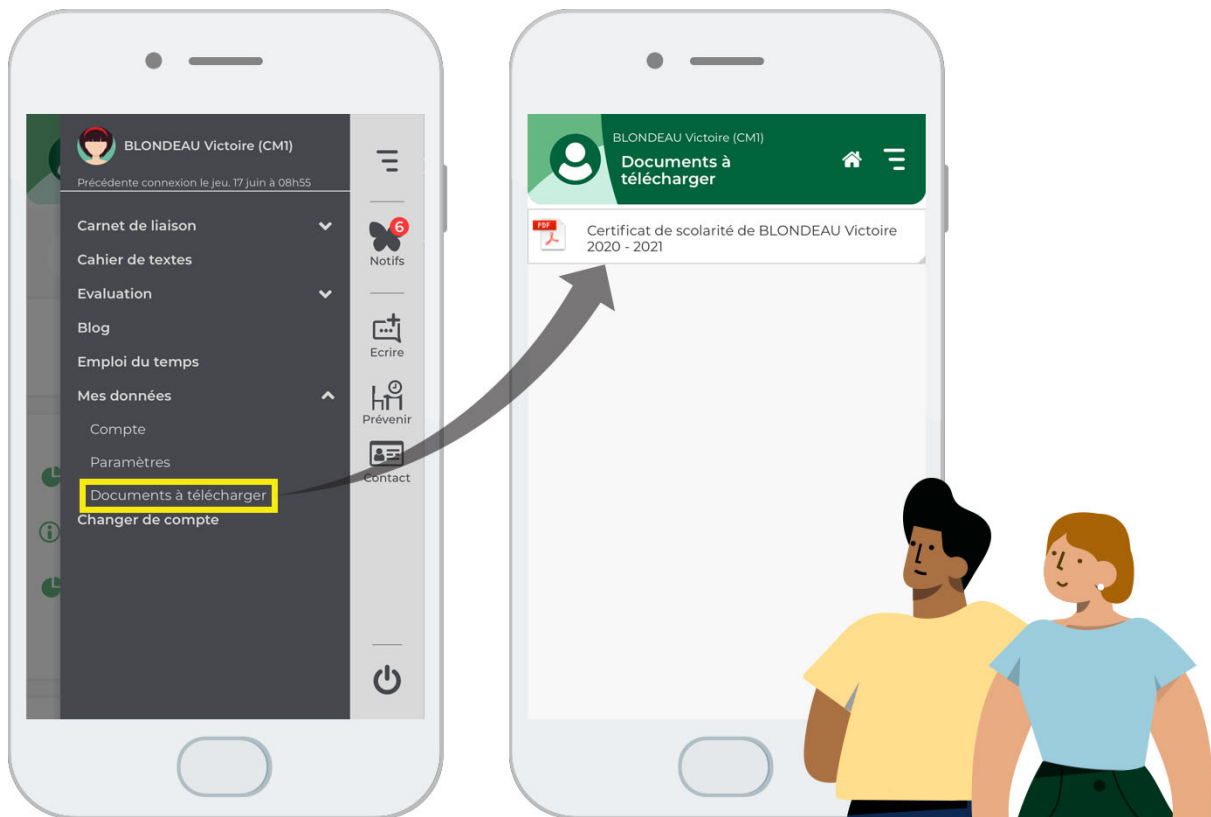 BLONDEAU Victoire (CM1)
Précédente connexion le jeu. 17 juin à 08h55
Carnet de liaison
Cahier de textes
Evaluation
Blog
Emploi du temps
Mes données
Compte
Paramètres
Documents à télécharger
Changer de compte
6
Notifs
Ecrire
Prévenir
Contact
BLONDEAU Victoire (CM1)
Documents à
télécharger
PDF
Certificat de scolarité de BLONDEAU Victoire
2020 - 2021